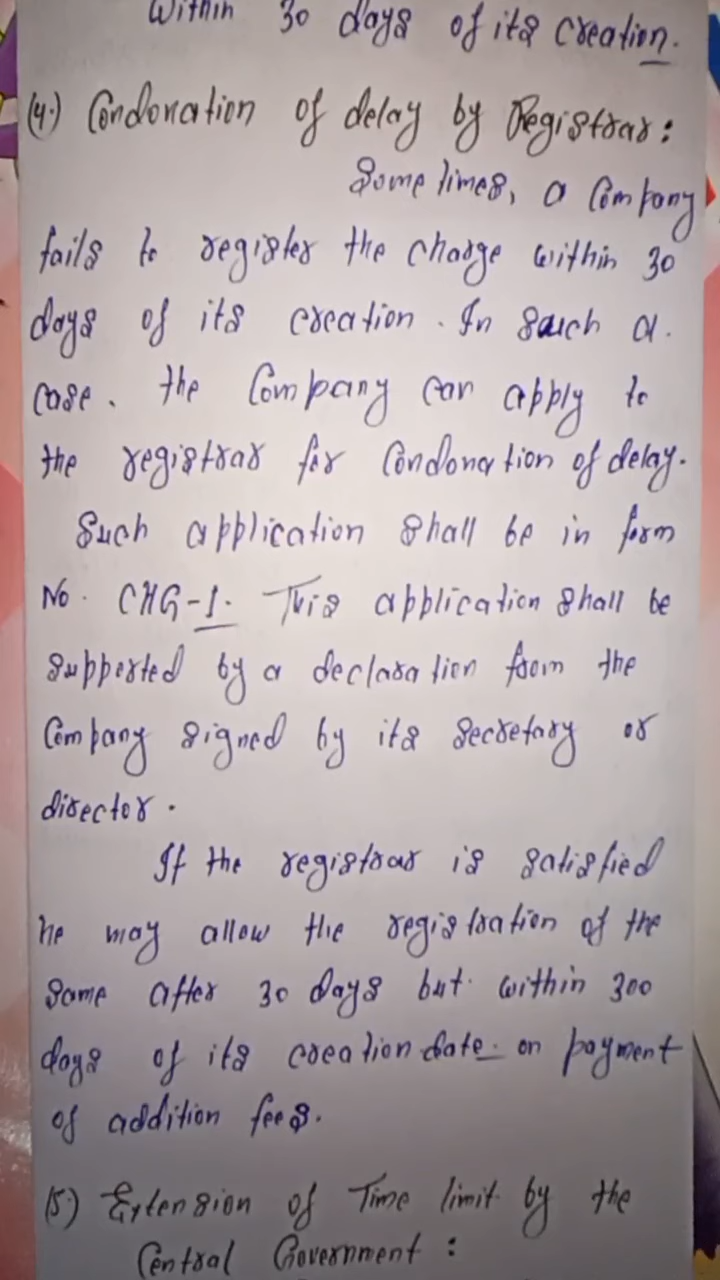 Within 30 days of its creation.
(4.) Condonation of delay by Registrar:
Some times, a Company
fails to register the charge within 30
days of its creation. In such a.
case. the Company can apply to
the registrar for Condonation of delay.
Such application shall be in form
No. CHG-1. This application shall be
supported by a declaration from the
Company signed by its secretary or
director.
If the registrar is satisfied
he may allow the registration of the
same after 30 days but within 300
days of its creation date on payment
of addition fees.
(5.) Extension of Time limit by the
Central Government: